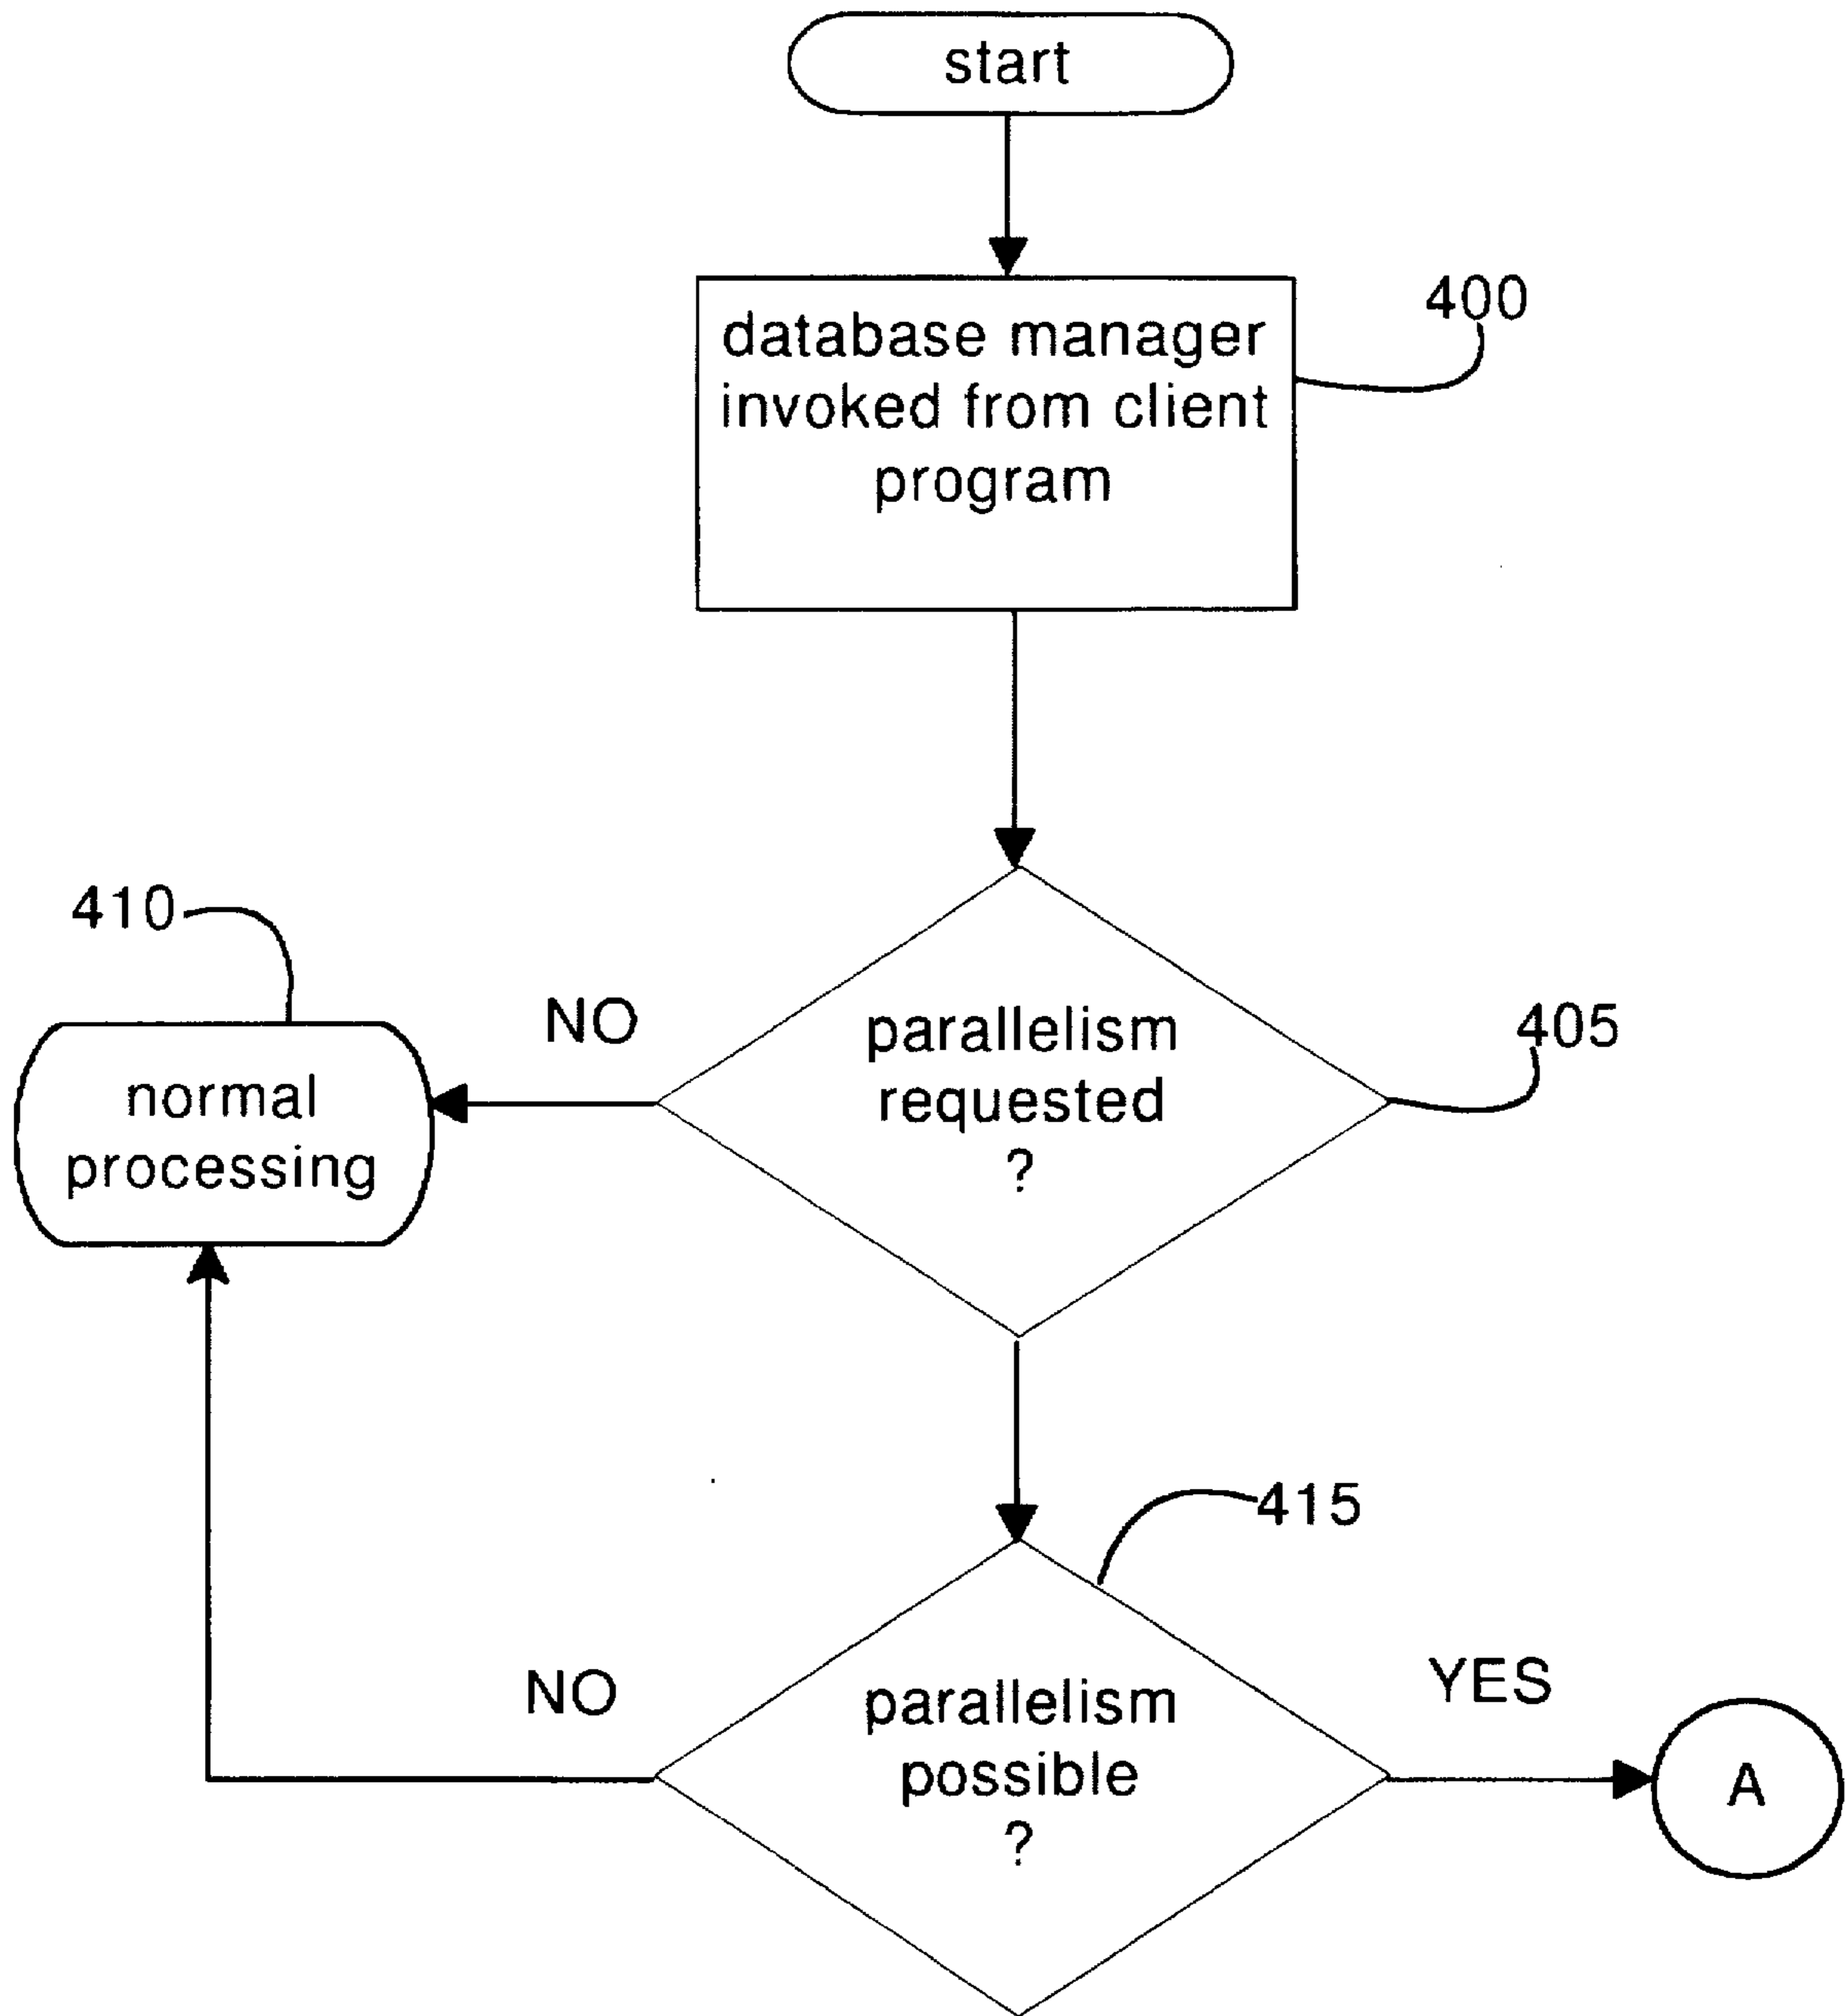 start
400
database manager
invoked from client
program
410
NO
parallelism
requested
?
405
normal
processing
415
NO
parallelism
possible
?
YES
A